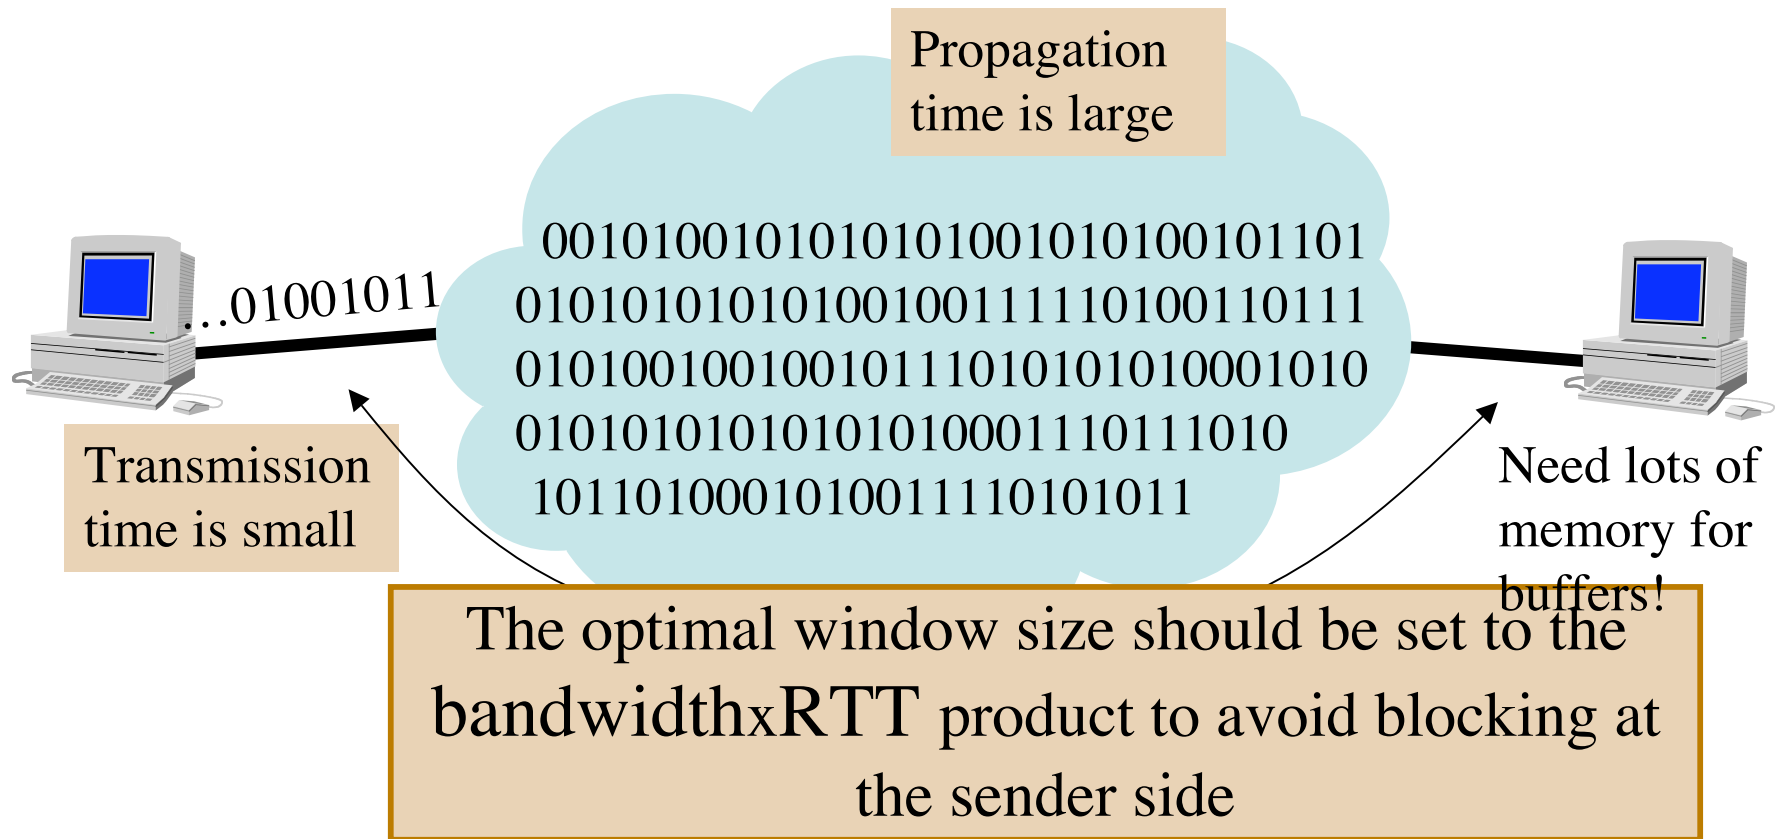 Propagation
time is large
0010100101010101001010100101101
…01001011
01010101010100100111110100110111
01010010010010111010101010001010
01010101010101010001110111010
1011010001010011110101011
Transmission
time is small
Need lots of
memory for
buffers!
The optimal window size should be set to the
bandwidthxRTT product to avoid blocking at
the sender side